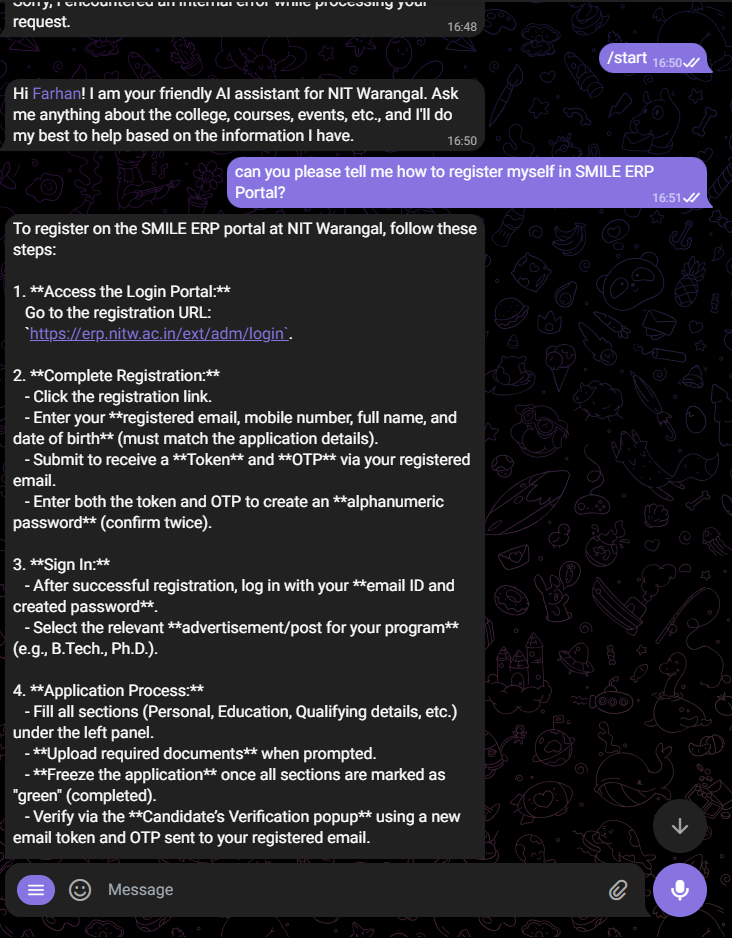 Sorry, I encountered an internal error while processing your
request.
16:48
/start
16:50
Hi Farhan! I am your friendly AI assistant for NIT Warangal. Ask
me anything about the college, courses, events, etc., and I'll do
my best to help based on the information I have.
16:50
can you please tell me how to register myself in SMILE ERP
Portal?
16:51
To register on the SMILE ERP portal at NIT Warangal, follow these
steps:
1. **Access the Login Portal:**
Go to the registration URL:
`https://erp.nitw.ac.in/ext/adm/login`.
2. **Complete Registration:**
- Click the registration link.
- Enter your **registered email, mobile number, full name, and
date of birth** (must match the application details).
- Submit to receive a **Token** and **OTP** via your registered
email.
- Enter both the token and OTP to create an **alphanumeric
password** (confirm twice).
3. **Sign In:**
- After successful registration, log in with your **email ID and
created password**.
- Select the relevant **advertisement/post for your program**
(e.g., B.Tech., Ph.D.).
4. **Application Process:**
- Fill all sections (Personal, Education, Qualifying details, etc.)
under the left panel.
- **Upload required documents** when prompted.
- **Freeze the application** once all sections are marked as
"green" (completed).
- Verify via the **Candidate’s Verification popup** using a new
email token and OTP sent to your registered email.
Message